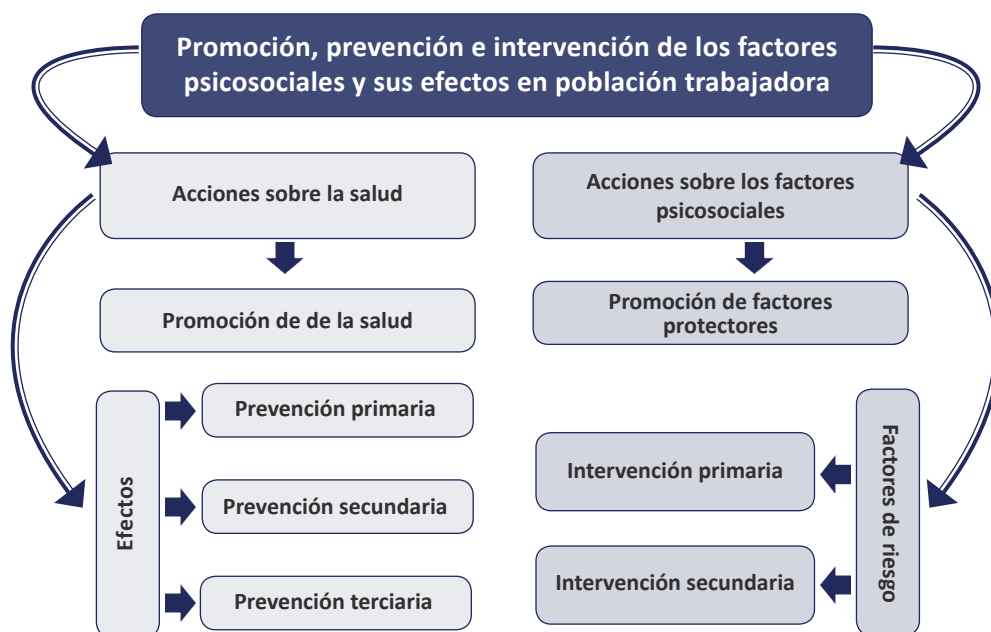 Promoción, prevención e intervención de los factores
psicosociales y sus efectos en población trabajadora
Acciones sobre la salud
Promoción de de la salud
Efectos
Prevención primaria
Prevención secundaria
Prevención terciaria
Acciones sobre los factores
psicosociales
Promoción de factores
protectores
Factores de riesgo
Intervención primaria
Intervención secundaria